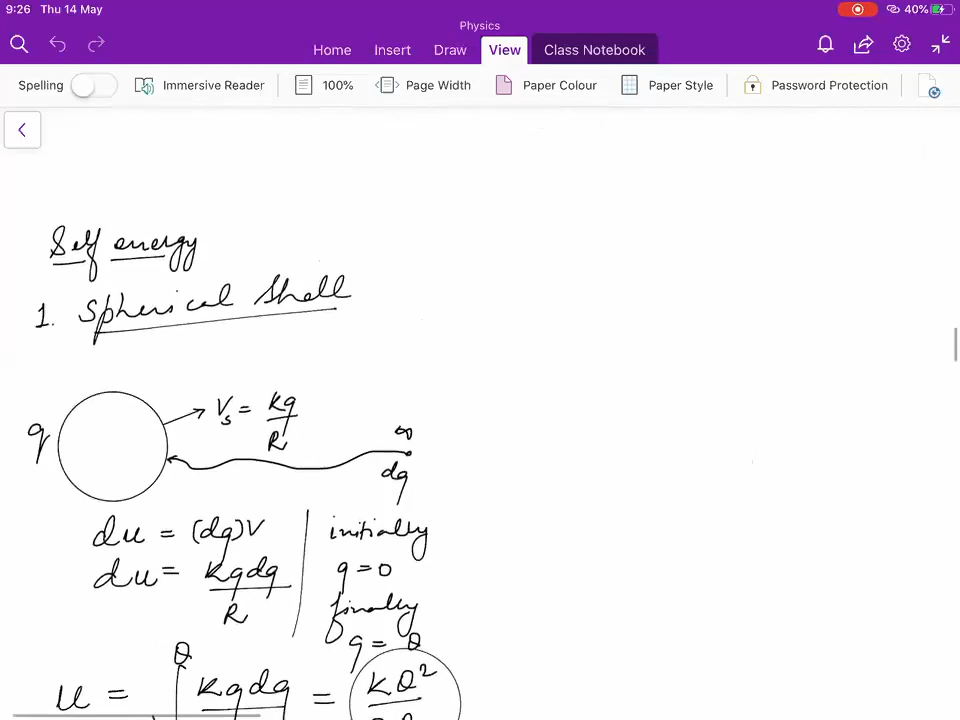 9:26 Thu 14 May
40%
Physics
Home Insert Draw View Class Notebook
Spelling Immersive Reader 100% Page Width Paper Colour Paper Style Password Protection
Self energy
1. Spherical Shell
q
Vs = kq/R
∞
dq
du = (dq)V
du = kqdq/R
initially
q = 0
finally
q = Q
Q
u = ∫ kqdq = kQ²